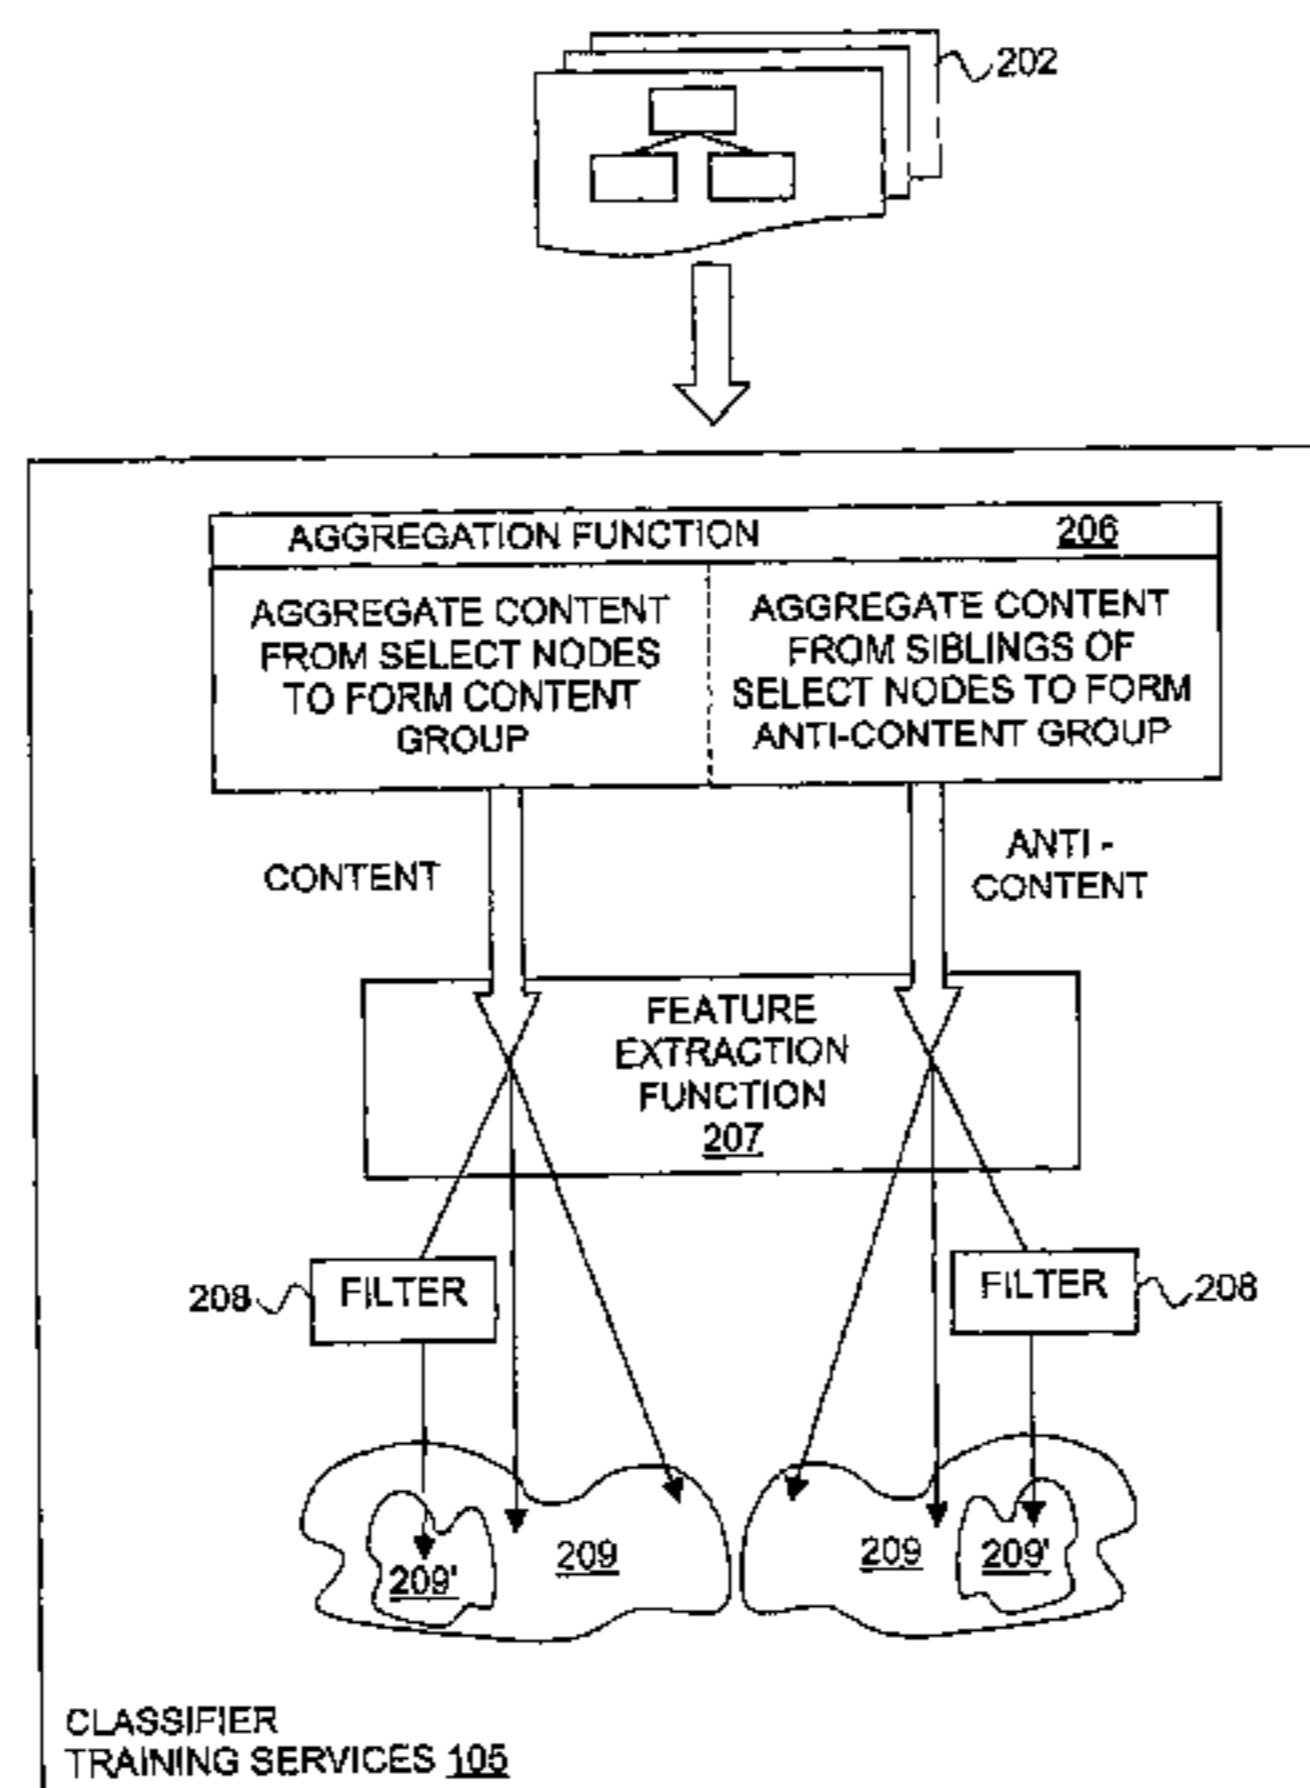 202
AGGREGATION FUNCTION 206
AGGREGATE CONTENT
FROM SELECT NODES
TO FORM CONTENT
GROUP
AGGREGATE CONTENT
FROM SIBLINGS OF
SELECT NODES TO FORM
ANTI-CONTENT GROUP
CONTENT
ANTI -
CONTENT
FEATURE
EXTRACTION
FUNCTION
207
208
FILTER
FILTER
208
209'
209
209
209'
CLASSIFIER
TRAINING SERVICES 105